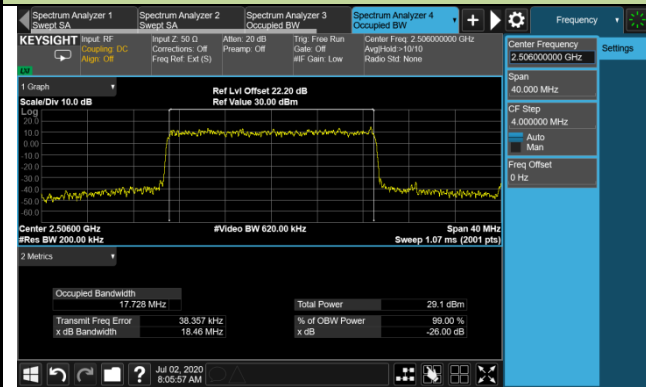 Spectrum Analyzer 1
Swept SA
Spectrum Analyzer 2
Swept SA
Spectrum Analyzer 3
Occupied BW
Spectrum Analyzer 4
Occupied BW
+
Frequency
KEYSIGHT
Input: RF
Coupling: DC
Align: Off
Input Z: 50 Ω
Corrections: Off
Freq Ref: Ext (S)
Atten: 20 dB
Preamp: Off
Trig: Free Run
Gate: Off
#IF Gain: Low
Center Freq: 2.506000000 GHz
Avg|Hold:>10/10
Radio Std: None
LV
Center Frequency
2.506000000 GHz
Settings
Span
40.000 MHz
CF Step
4.000000 MHz
Auto
Man
Freq Offset
0 Hz
1 Graph
Scale/Div 10.0 dB
Ref Lvl Offset 22.20 dB
Ref Value 30.00 dBm
Log
20.0
10.0
0.00
-10.0
-20.0
-30.0
-40.0
-50.0
-60.0
Center 2.50600 GHz
#Video BW 620.00 kHz
Span 40 MHz
#Res BW 200.00 kHz
Sweep 1.07 ms (2001 pts)
2 Metrics
Occupied Bandwidth
17.728 MHz
Total Power 29.1 dBm
Transmit Freq Error 38.357 kHz
% of OBW Power 99.00 %
x dB Bandwidth 18.46 MHz
x dB -26.00 dB
?
Jul 02, 2020
8:05:57 AM